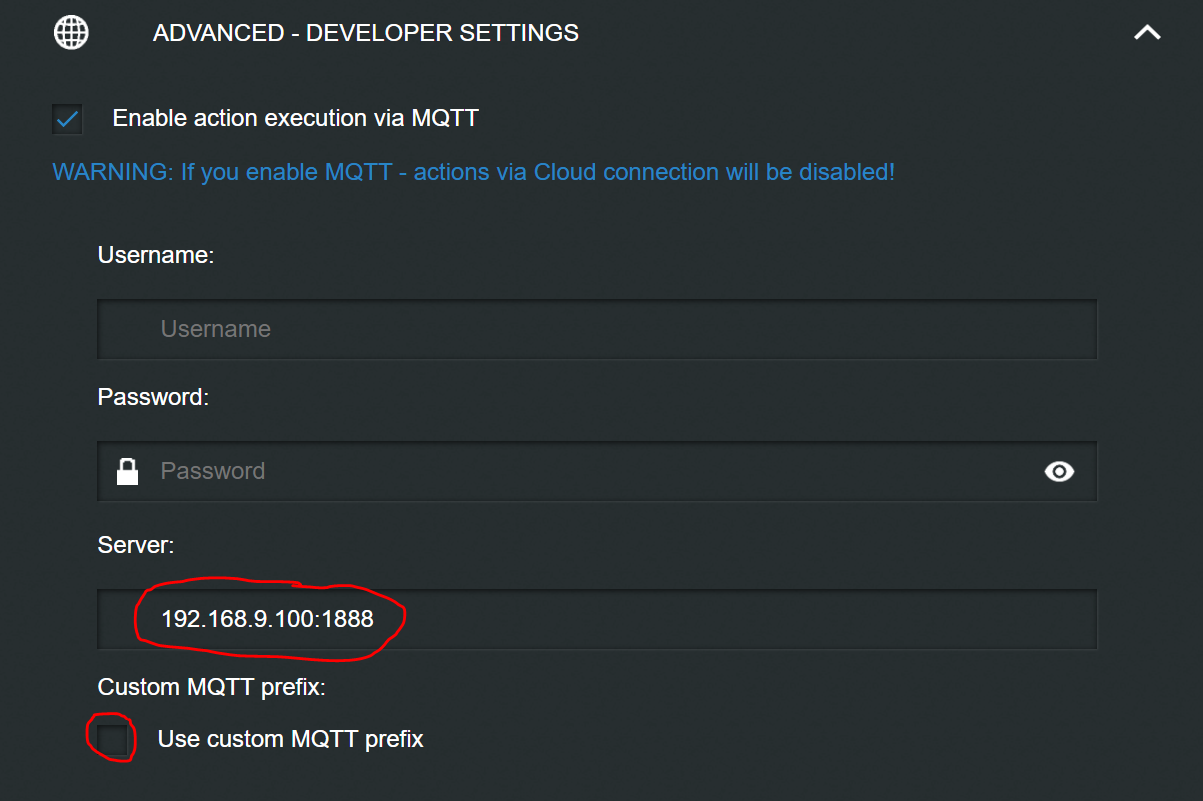 ADVANCED - DEVELOPER SETTINGS
Enable action execution via MQTT
WARNING: If you enable MQTT - actions via Cloud connection will be disabled!
Username:
Username
Password:
Password
Server:
192.168.9.100:1888
Custom MQTT prefix:
Use custom MQTT prefix